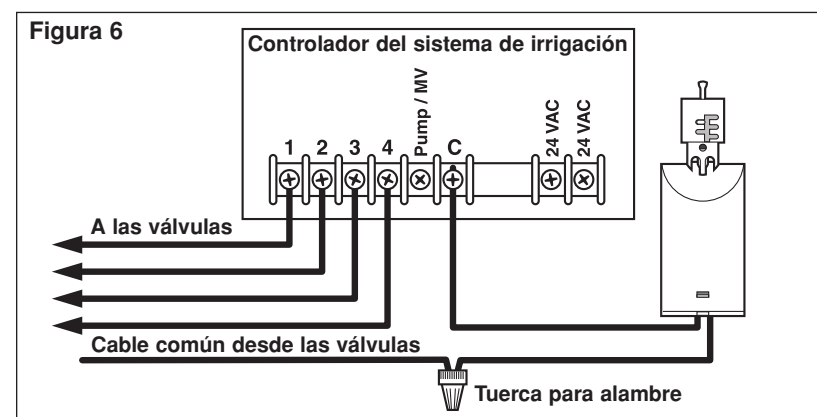 Figura 6
Controlador del sistema de irrigación
1 2 3 4 Pump / MV C 24 VAC 24 VAC
A las válvulas
Cable común desde las válvulas
Tuerca para alambre